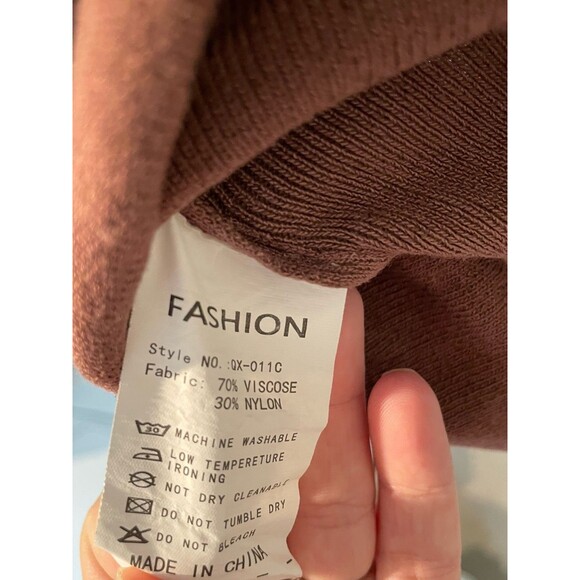 FASHION
Style NO.:QX-011C
Fabric: 70% VISCOSE
30% NYLON
30 MACHINE WASHABLE
LOW TEMPERETURE
IRONING
NOT DRY CLEANABLE
DO NOT TUMBLE DRY
DO NOT
BLEACH
MADE IN CHINA